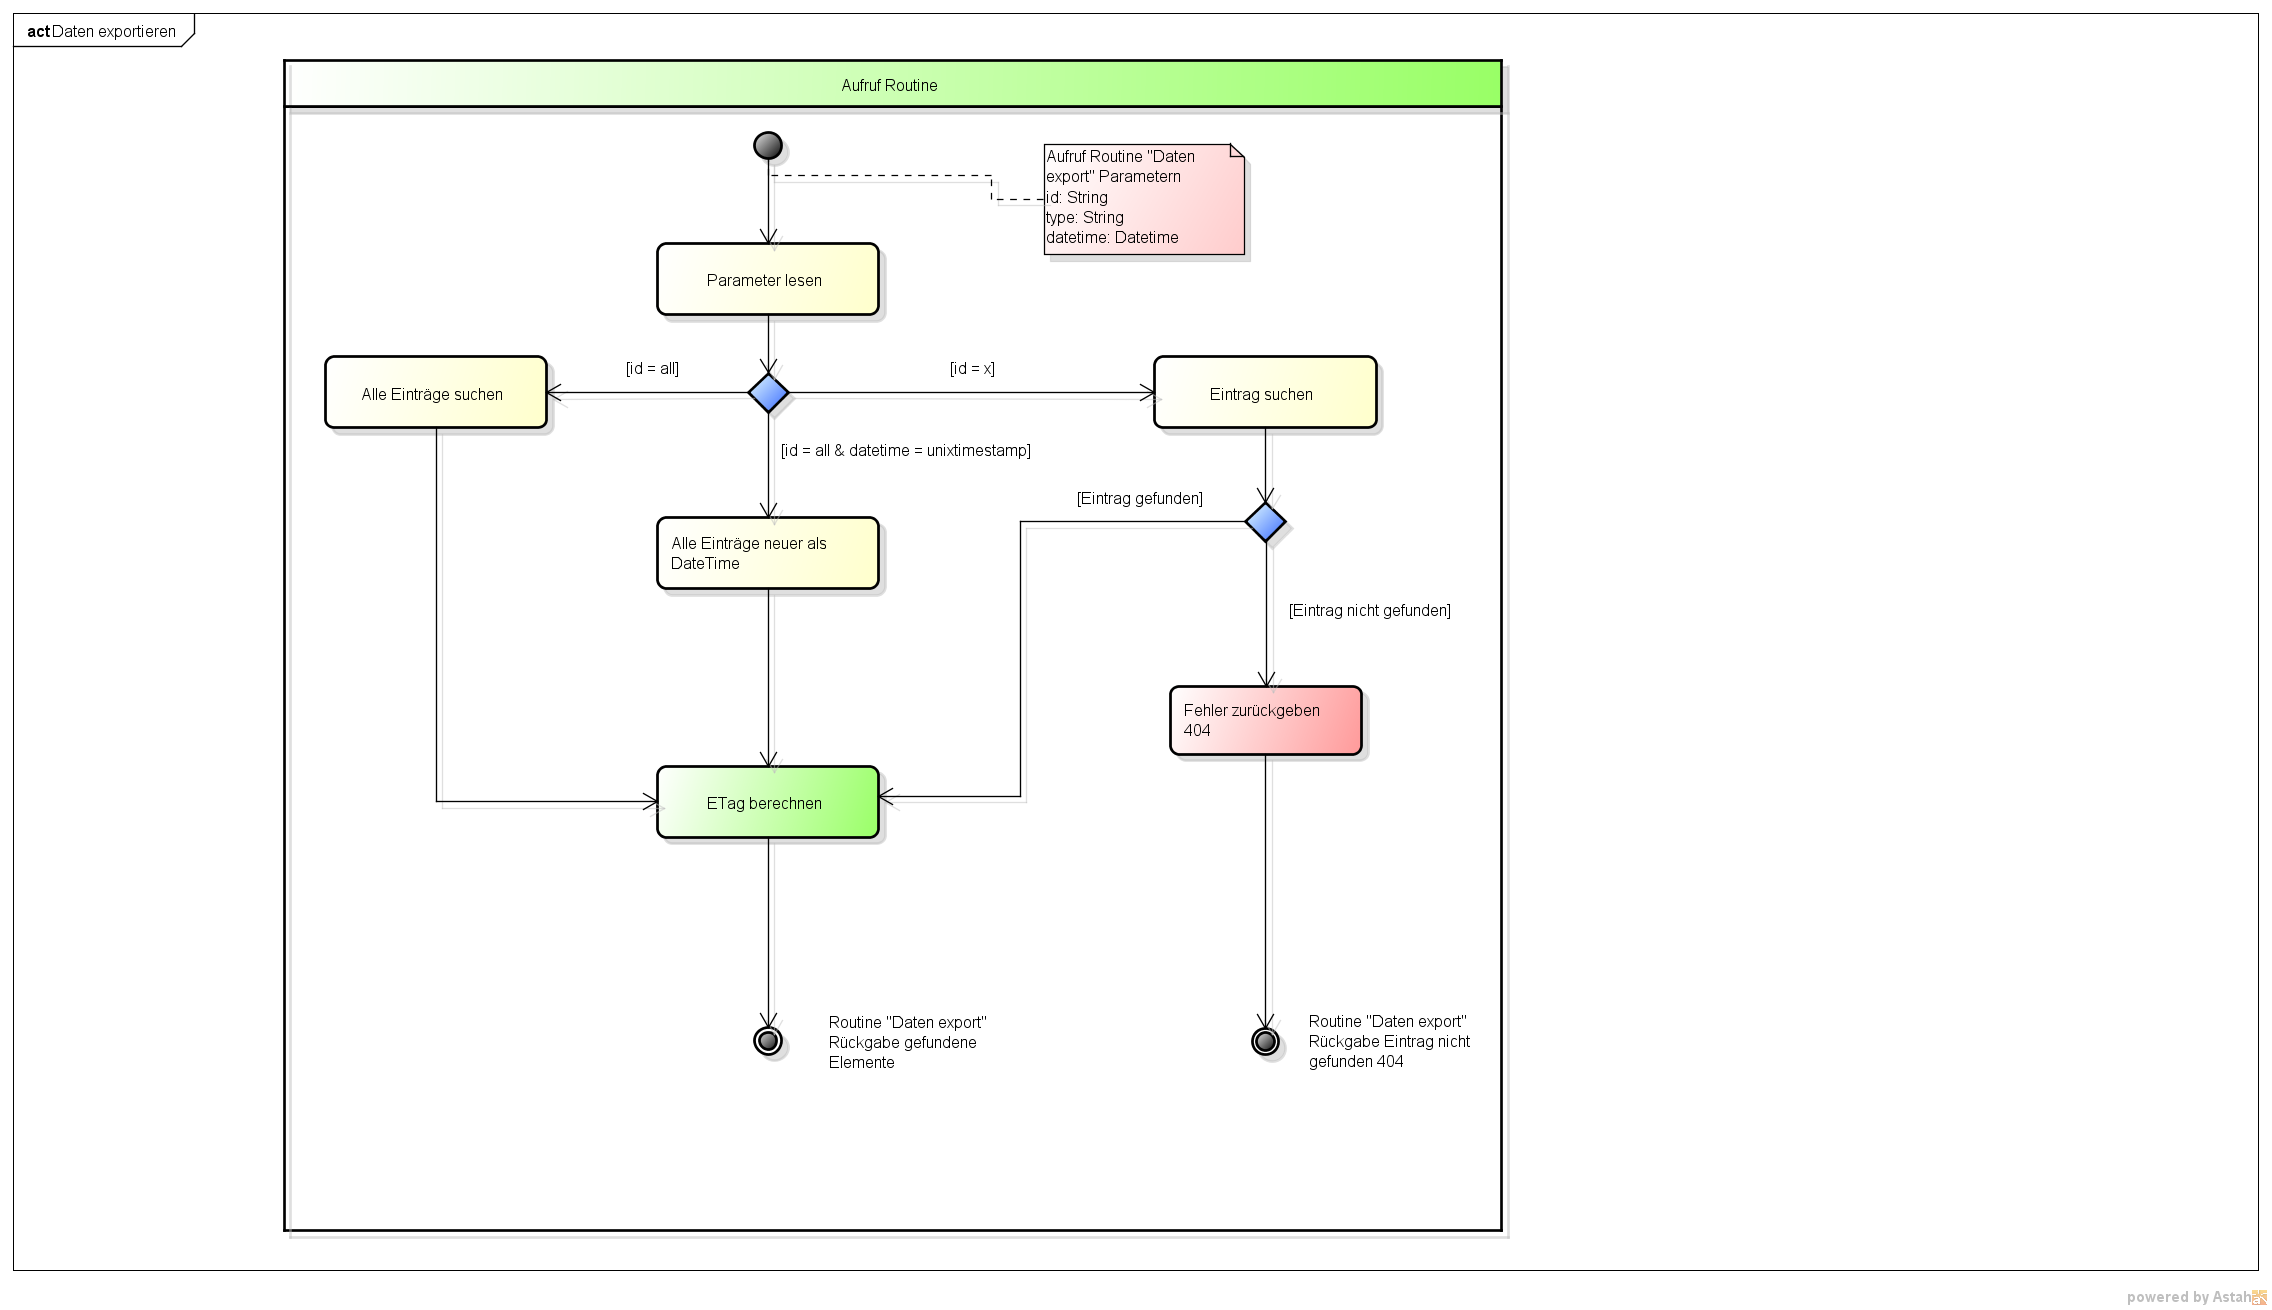 act Daten exportieren
Aufruf Routine
Aufruf Routine "Daten
export" Parametern
id: String
type: String
datetime: Datetime
Parameter lesen
[id = all]
[id = x]
Alle Einträge suchen
Eintrag suchen
[id = all & datetime = unixtimestamp]
[Eintrag gefunden]
Alle Einträge neuer als
DateTime
[Eintrag nicht gefunden]
Fehler zurückgeben
404
ETag berechnen
Routine "Daten export"
Rückgabe gefundene
Elemente
Routine "Daten export"
Rückgabe Eintrag nicht
gefunden 404
powered by Astah